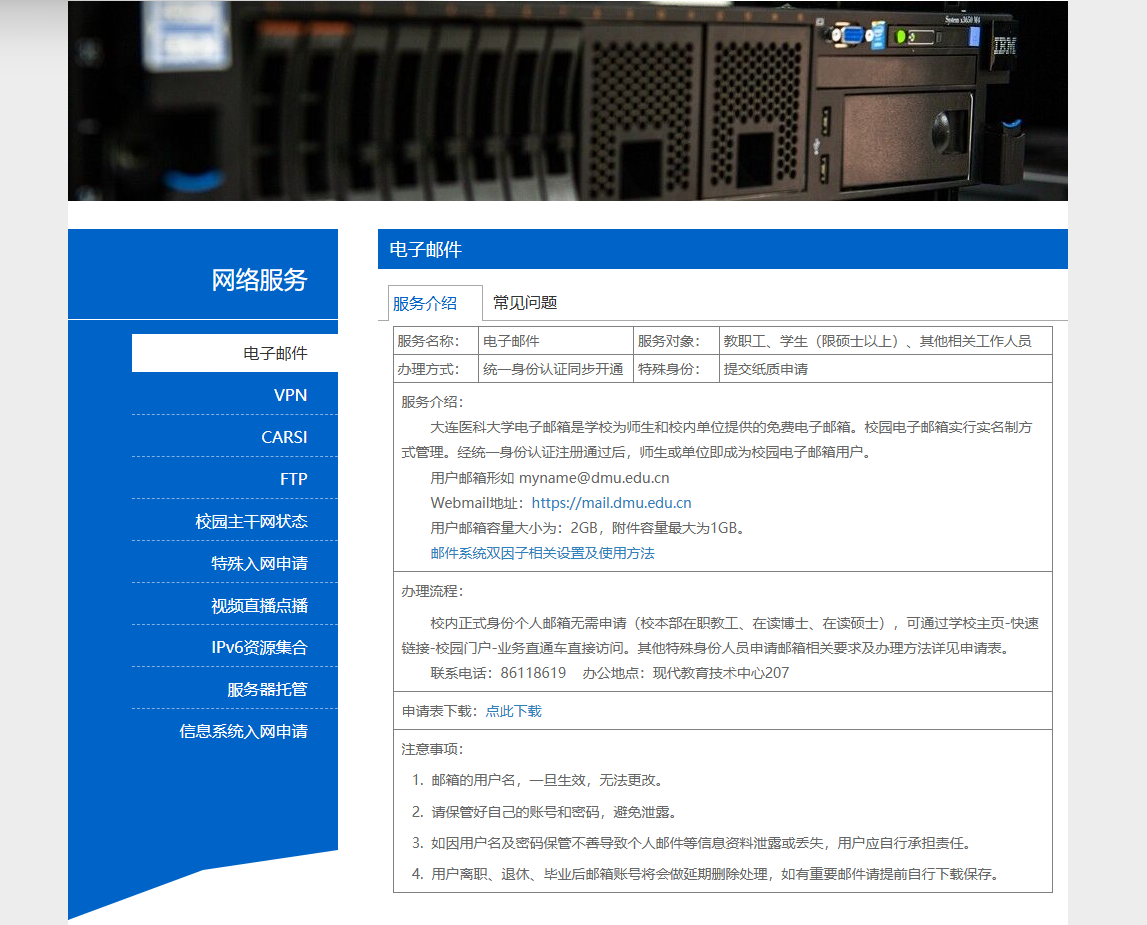 System x3650 M4
IBM
网络服务
电子邮件
VPN
CARSI
FTP
校园主干网状态
特殊入网申请
视频直播点播
IPv6资源集合
服务器托管
信息系统入网申请
电子邮件
服务介绍 常见问题
服务名称： 电子邮件 服务对象： 教职工、学生（限硕士以上）、其他相关工作人员
办理方式： 统一身份认证同步开通 特殊身份： 提交纸质申请
服务介绍：
大连医科大学电子邮箱是学校为师生和校内单位提供的免费电子邮箱。校园电子邮箱实行实名制方
式管理。经统一身份认证注册通过后，师生或单位即成为校园电子邮箱用户。
用户邮箱形如 myname@dmu.edu.cn
Webmail地址：https://mail.dmu.edu.cn
用户邮箱容量大小为：2GB，附件容量最大为1GB。
邮件系统双因子相关设置及使用方法
办理流程：
校内正式身份个人邮箱无需申请（校本部在职教工、在读博士、在读硕士），可通过学校主页-快速
链接-校园门户-业务直通车直接访问。其他特殊身份人员申请邮箱相关要求及办理方法详见申请表。
联系电话：86118619 办公地点：现代教育技术中心207
申请表下载：点此下载
注意事项：
1. 邮箱的用户名，一旦生效，无法更改。
2. 请保管好自己的账号和密码，避免泄露。
3. 如因用户名及密码保管不善导致个人邮件等信息资料泄露或丢失，用户应自行承担责任。
4. 用户离职、退休、毕业后邮箱账号将会做延期删除处理，如有重要邮件请提前自行下载保存。